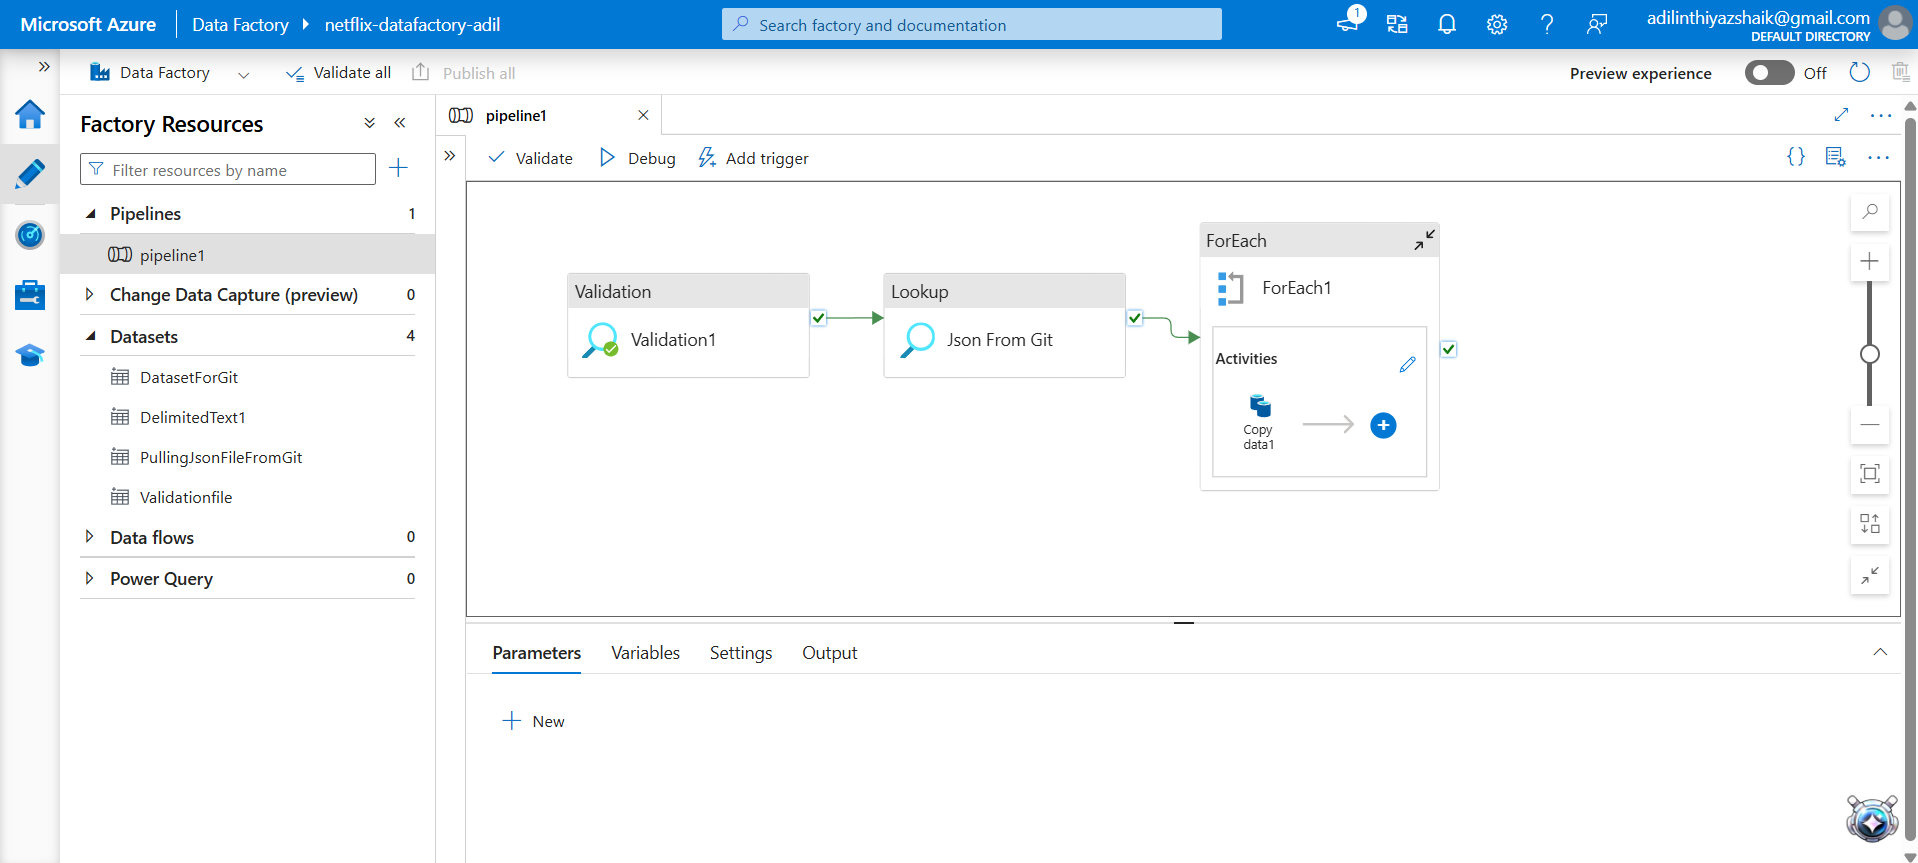 Microsoft Azure
Data Factory
netflix-datafactory-adil
Search factory and documentation
1
adilinthiyazshaik@gmail.com
DEFAULT DIRECTORY
Data Factory
Validate all
Publish all
Preview experience
Off
Factory Resources
Filter resources by name
Pipelines 1
pipeline1
Change Data Capture (preview) 0
Datasets 4
DatasetForGit
DelimitedText1
PullingJsonFileFromGit
Validationfile
Data flows 0
Power Query 0
pipeline1
Validate
Debug
Add trigger
{}
Validation
Validation1
Lookup
Json From Git
ForEach
ForEach1
Activities
Copy
data1
Parameters
Variables
Settings
Output
New